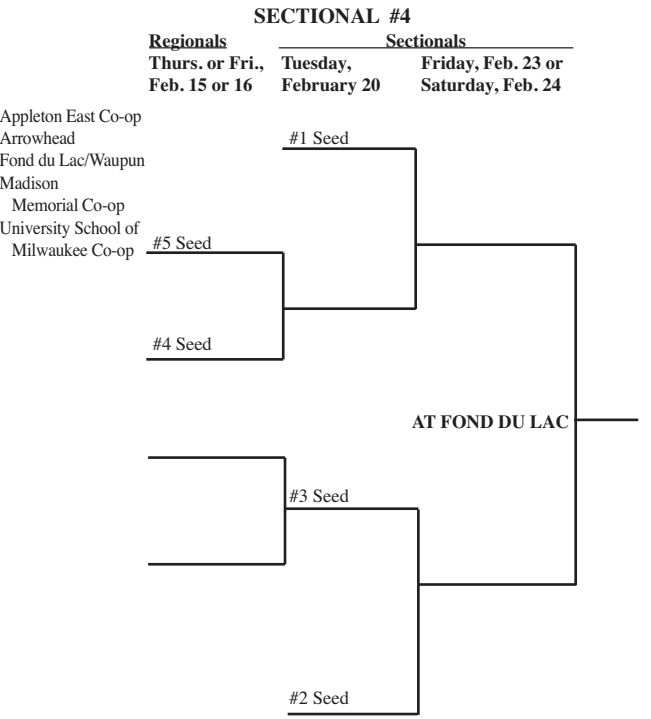 SECTIONAL #4
Regionals
Sectionals
Thurs. or Fri.,
Feb. 15 or 16
Tuesday,
February 20
Friday, Feb. 23 or
Saturday, Feb. 24
Appleton East Co-op
Arrowhead
Fond du Lac/Waupun
Madison
Memorial Co-op
University School of
Milwaukee Co-op
#1 Seed
#5 Seed
#4 Seed
AT FOND DU LAC
#3 Seed
#2 Seed